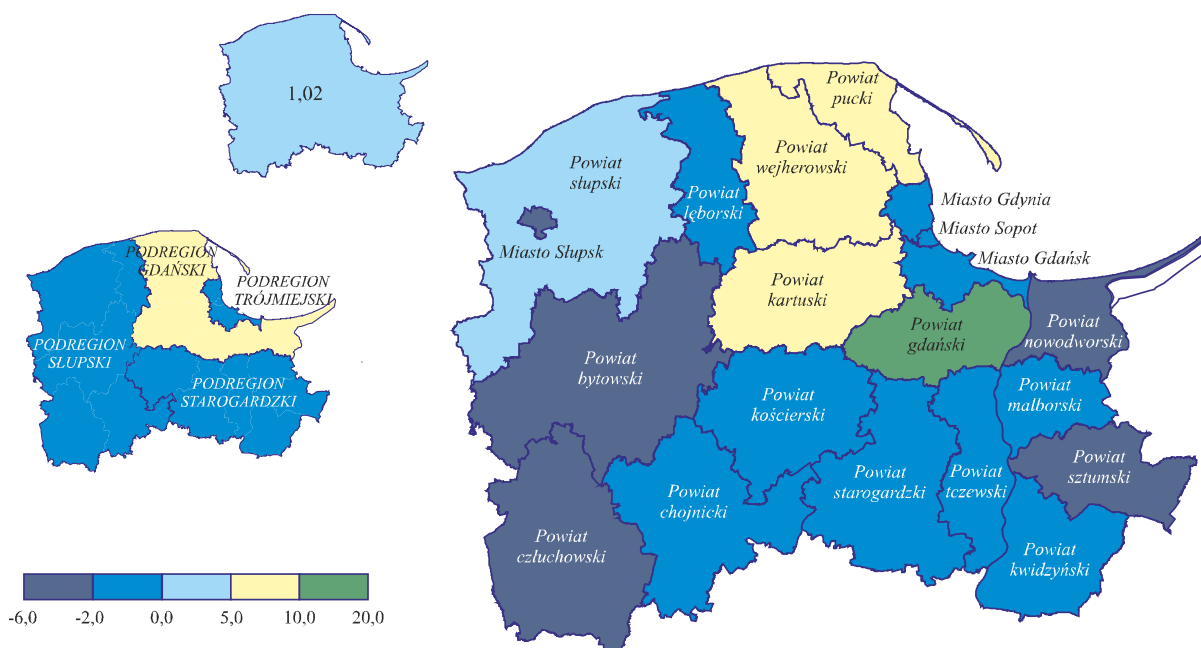 1,02
PODREGION
GDAŃSKI
PODREGION
TRÓJMIEJSKI
PODREGION
SŁUPSKI
PODREGION
STAROGARDZKI
-6,0
-2,0
0,0
5,0
10,0
20,0
Powiat
pucki
Powiat
wejherowski
Powiat
słupski
Powiat
lęborski
Miasto Gdynia
Miasto Sopot
Miasto Gdańsk
Miasto Słupsk
Powiat
kartuski
Powiat
gdański
Powiat
nowodworski
Powiat
bytowski
Powiat
kościerski
Powiat
malborski
Powiat
sztumski
Powiat
starogardzki
Powiat
tczewski
Powiat
chojnicki
Powiat
człuchowski
Powiat
kwidzyński